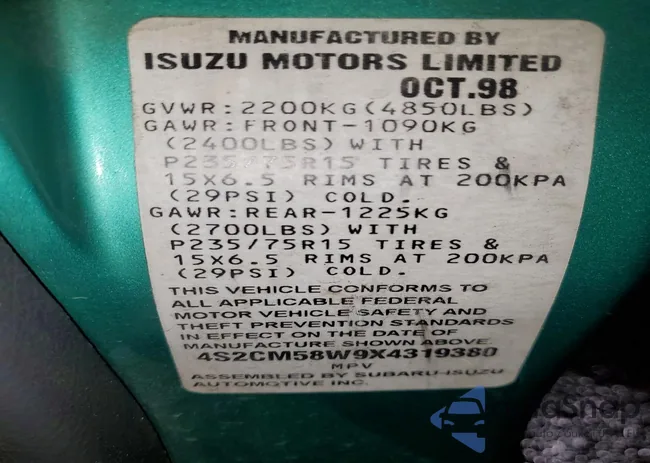 MANUFACTURED BY
ISUZU MOTORS LIMITED
OCT.98
GVWR:2200KG(4850LBS)
GAWR:FRONT-1090KG
(2400LBS) WITH
P235/75R15 TIRES &
15X6.5 RIMS AT 200KPA
(29PSI) COLD.
GAWR:REAR-1225KG
(2700LBS) WITH
P235/75R15 TIRES &
15X6.5 RIMS AT 200KPA
(29PSI) COLD.
THIS VEHICLE CONFORMS TO
ALL APPLICABLE FEDERAL
MOTOR VEHICLE SAFETY AND
THEFT PREVENTION STANDARDS
IN EFFECT ON THE DATE OF
MANUFACTURE SHOWN ABOVE.
4S2CM58W9X4319380
MPV
ASSEMBLED BY SUBARU-ISUZU
AUTOMOTIVE INC.